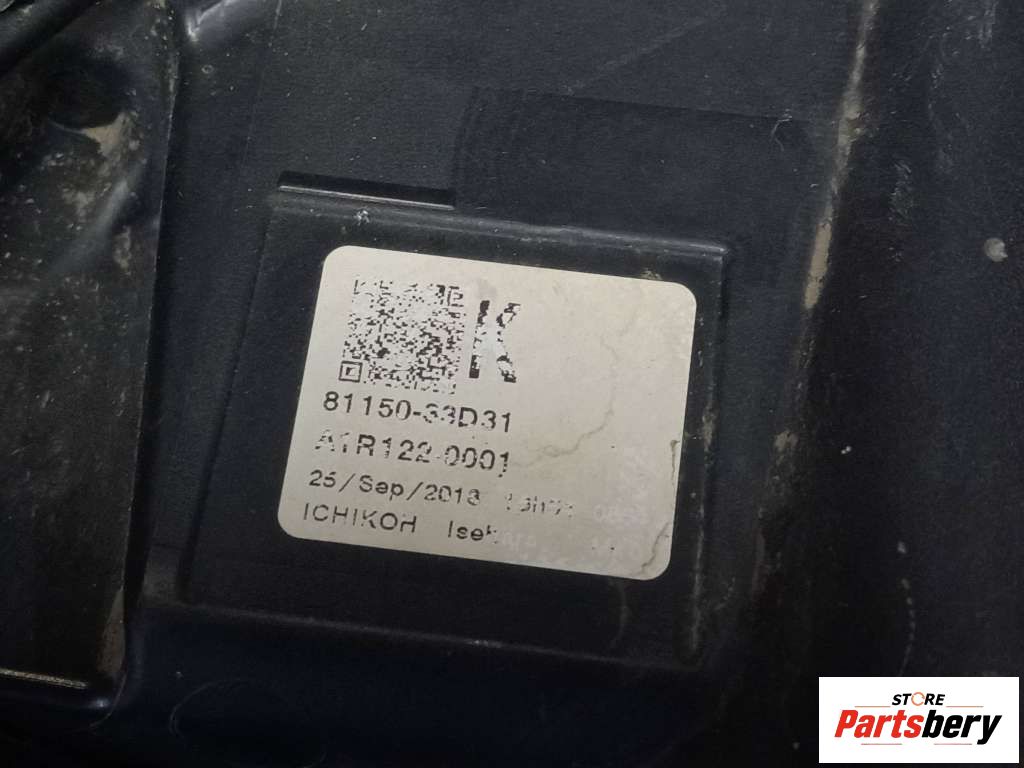 K
81150-33D31
A1R122-0001
25/Sep/2018
ICHIKOH
STORE
Partsbery